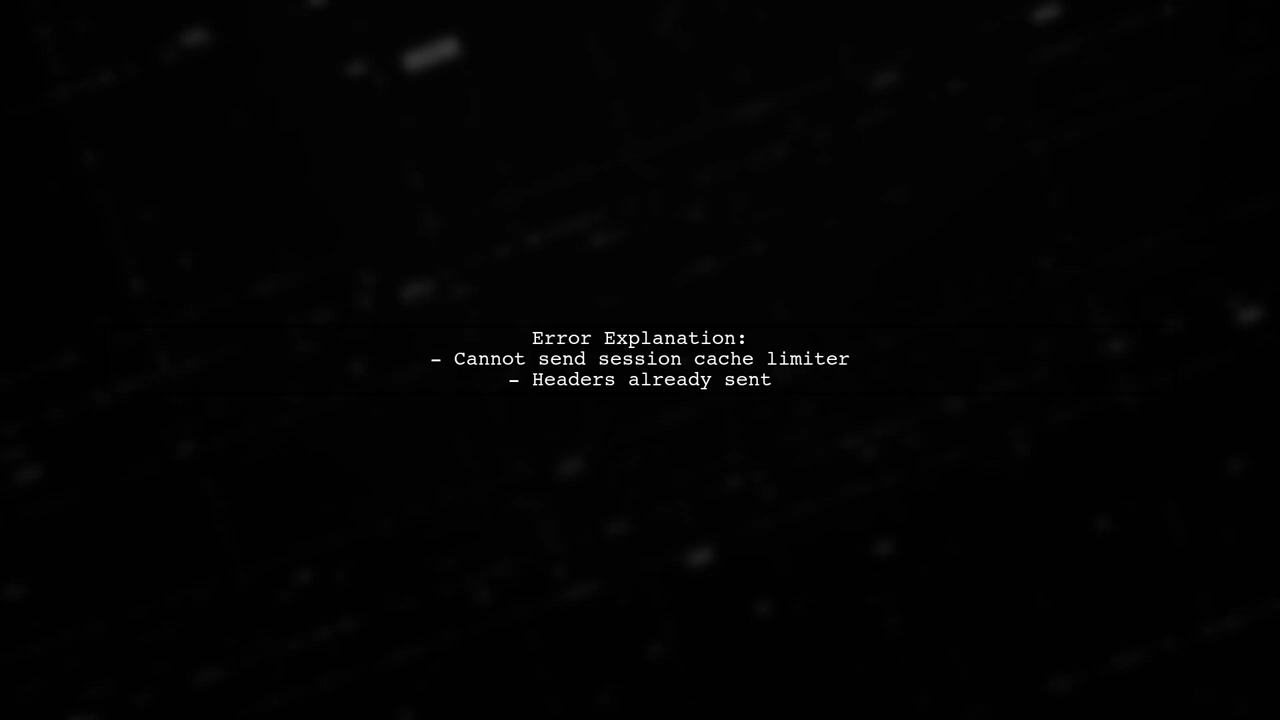 Error Explanation:
- Cannot send session cache limiter
- Headers already sent